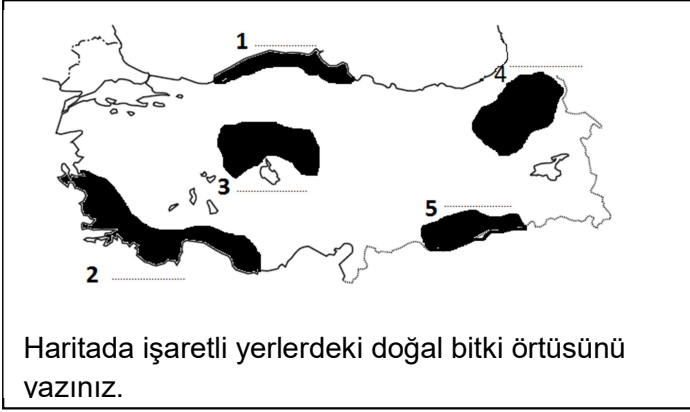 1 ....................
4 ....................
3 ....................
5 ....................
2 ....................
Haritada işaretli yerlerdeki doğal bitki örtüsünü
yazınız.